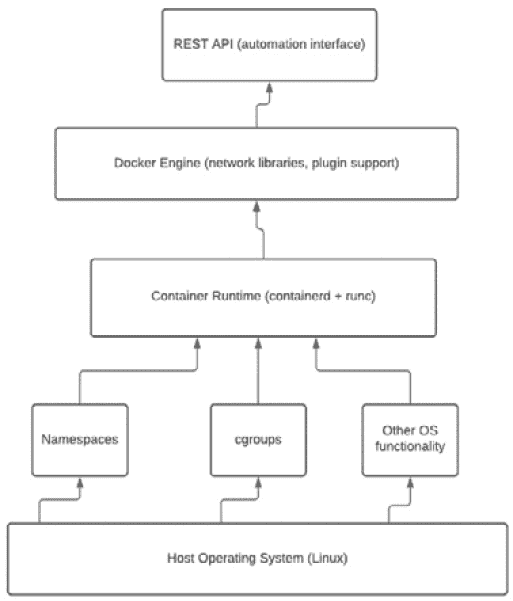 REST API (automation interface)
Docker Engine (network libraries, plugin support)
Container Runtime (containerd + runc)
Namespaces
cgroups
Other OS
functionality
Host Operating System (Linux)